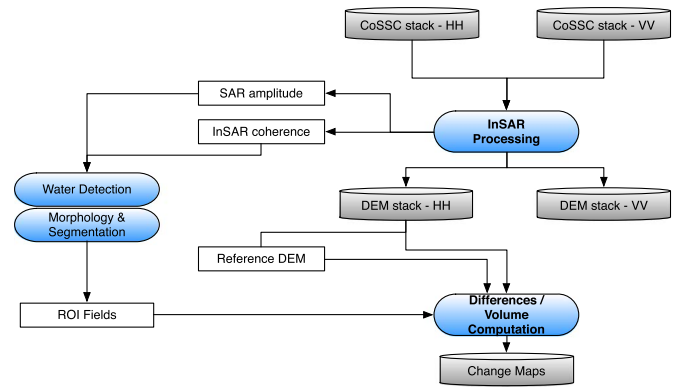 CoSSC stack - HH
CoSSC stack - VV
SAR amplitude
InSAR coherence
InSAR
Processing
Water Detection
Morphology &
Segmentation
DEM stack - HH
DEM stack - VV
Reference DEM
ROI Fields
Differences /
Volume
Computation
Change Maps